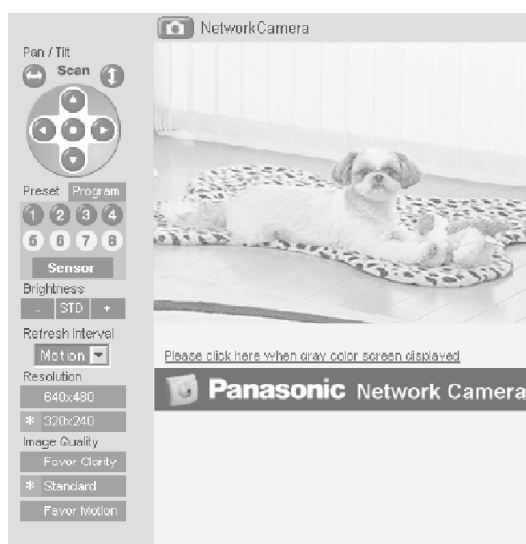 NetworkCamera
Pan / Tilt
Scan
Preset Program
1 2 3 4
5 6 7 8
Sensor
Brightness
- STD +
Refresh Interval
Motion
Resolution
640x480
* 320x240
Image Quality
Favor Clarity
* Standard
Favor Motion
Please click here when gray color screen displayed
Panasonic Network Camera